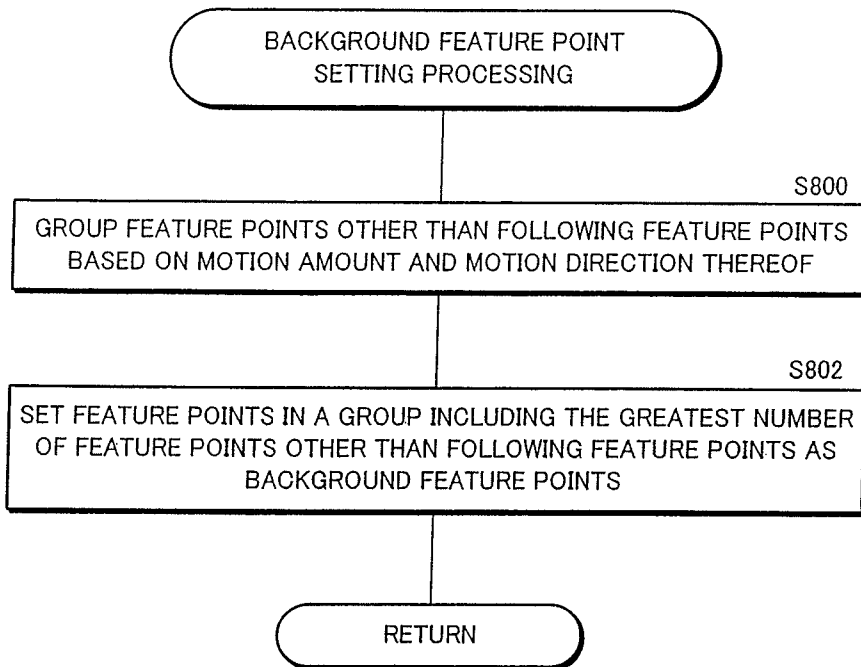 BACKGROUND FEATURE POINT
SETTING PROCESSING
S800
GROUP FEATURE POINTS OTHER THAN FOLLOWING FEATURE POINTS
BASED ON MOTION AMOUNT AND MOTION DIRECTION THEREOF
S802
SET FEATURE POINTS IN A GROUP INCLUDING THE GREATEST NUMBER
OF FEATURE POINTS OTHER THAN FOLLOWING FEATURE POINTS AS
BACKGROUND FEATURE POINTS
RETURN